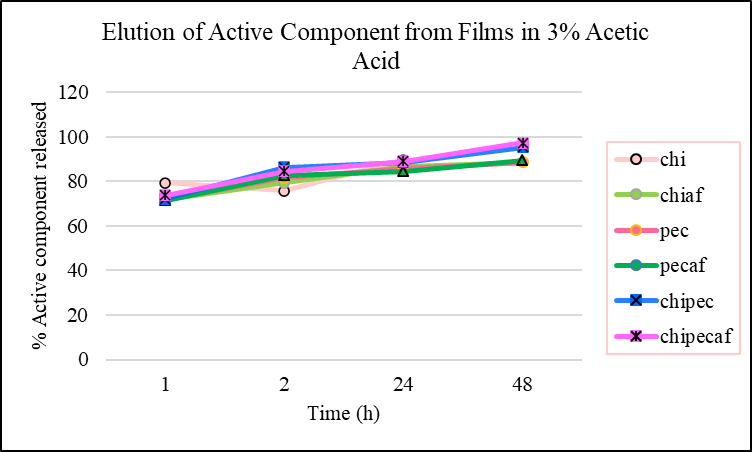 Elution of Active Component from Films in 3% Acetic
Acid
% Active component released
120
100
80
60
40
20
0
1 2 24 48
Time (h)
chi
chiaf
pec
pecaf
chipec
chipecaf